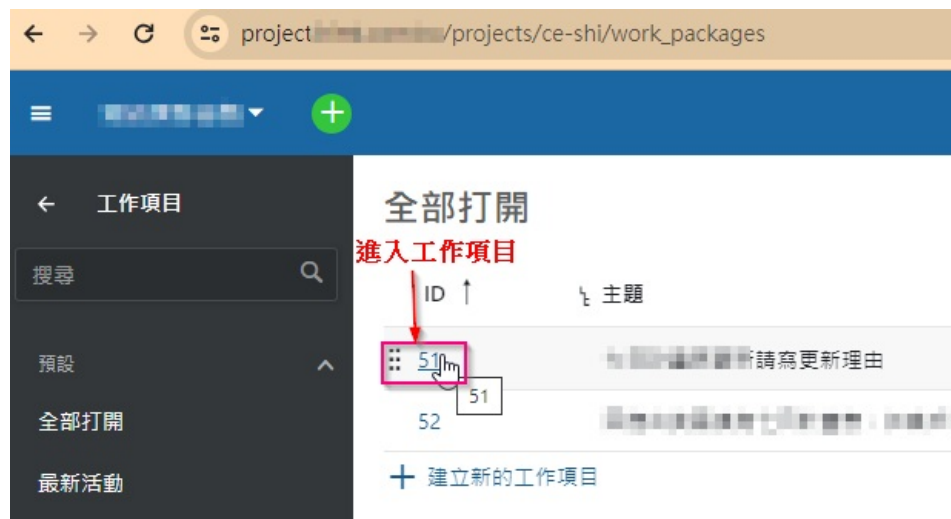 project /projects/ce-shi/work_packages
工作項目
搜尋
預設
全部打開
最新活動
全部打開
進入工作項目
ID ↑ 主題
51 所請寫更新理由
51
52
+ 建立新的工作項目